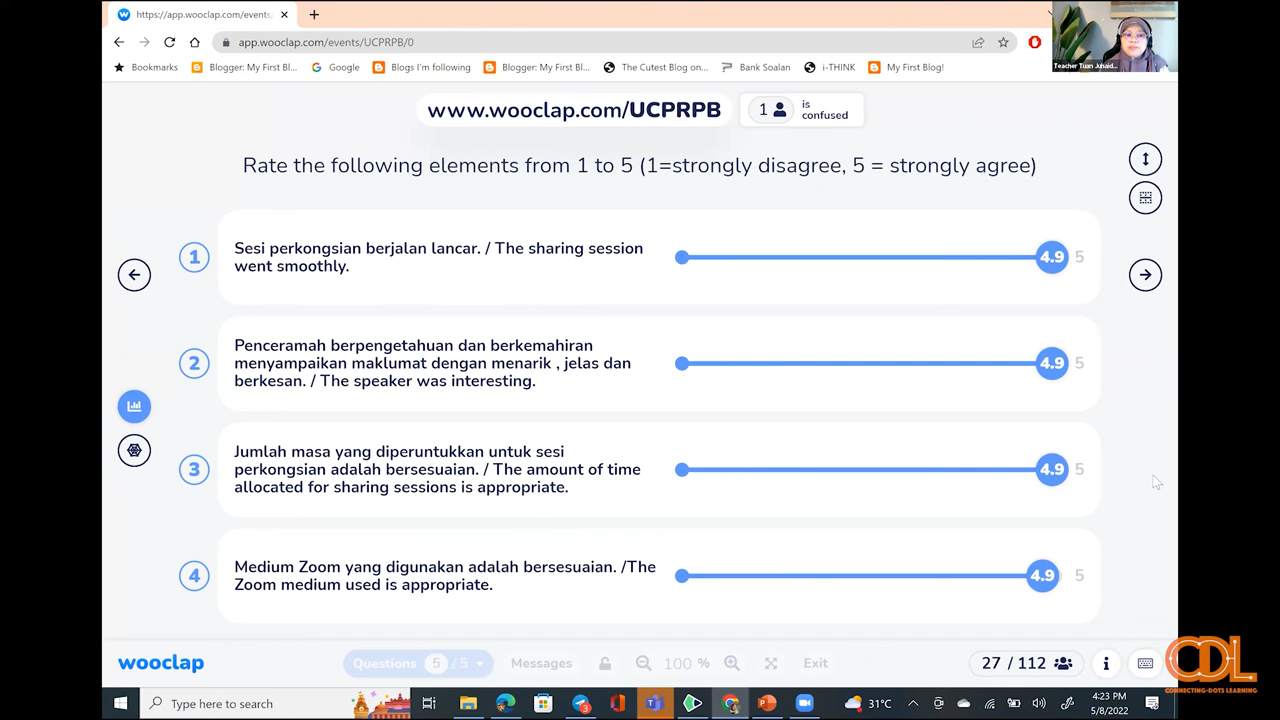 https://app.wooclap.com/events
app.wooclap.com/events/UCPRPB/0
Bookmarks
Blogger: My First Bl...
Google
Blogs I'm following
Blogger: My First Bl...
The Cutest Blog on...
Bank Soalan
i-THINK
My First Blog!
Teacher Tuan Juhaid...
www.wooclap.com/UCPRPB
1
is
confused
Rate the following elements from 1 to 5 (1=strongly disagree, 5 = strongly agree)
1
Sesi perkongsian berjalan lancar. / The sharing session
went smoothly.
4.9 5
2
Penceramah berpengetahuan dan berkemahiran
menyampaikan maklumat dengan menarik , jelas dan
berkesan. / The speaker was interesting.
4.9 5
3
Jumlah masa yang diperuntukkan untuk sesi
perkongsian adalah bersesuaian. / The amount of time
allocated for sharing sessions is appropriate.
4.9 5
4
Medium Zoom yang digunakan adalah bersesuaian. /The
Zoom medium used is appropriate.
4.9 5
wooclap
Questions 5 / 5
Messages
100 %
Exit
27 / 112
CDL
CONNECTING-DOTS LEARNING
Type here to search
3
31°C
4:23 PM
5/8/2022